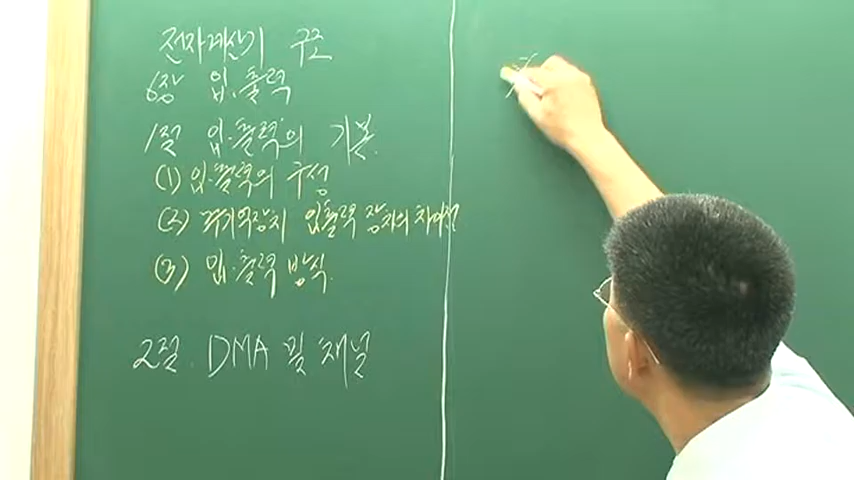 전자계산기 구조
6장 입.출력
1절 입.출력의 기본.
(1) 입.출력의 구성
(2) 기억장치 입출력 장치의 차이점
(3) 입.출력 방식.
2절. DMA 및 채널